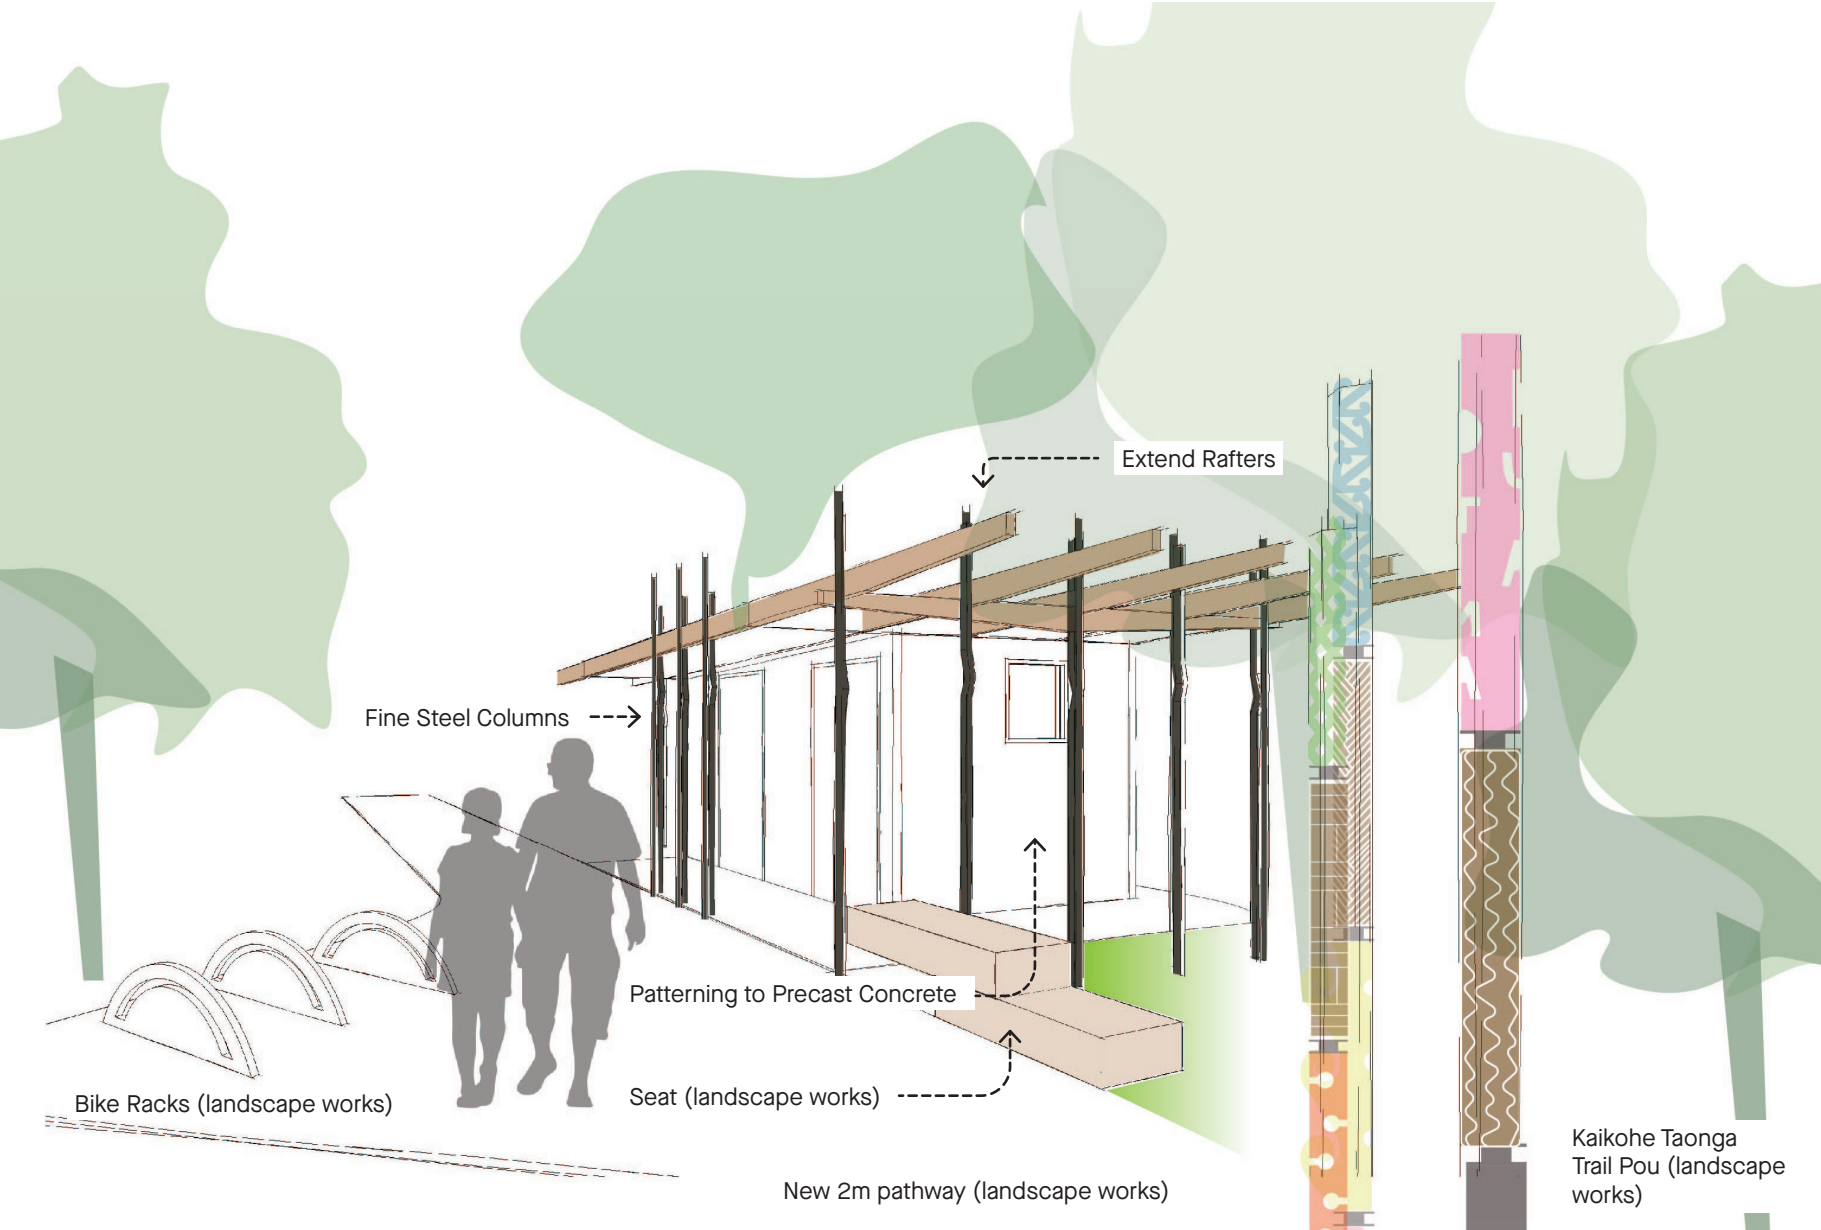 Extend Rafters
Fine Steel Columns
Patterning to Precast Concrete
Seat (landscape works)
Bike Racks (landscape works)
New 2m pathway (landscape works)
Kaikohe Taonga
Trail Pou (landscape
works)